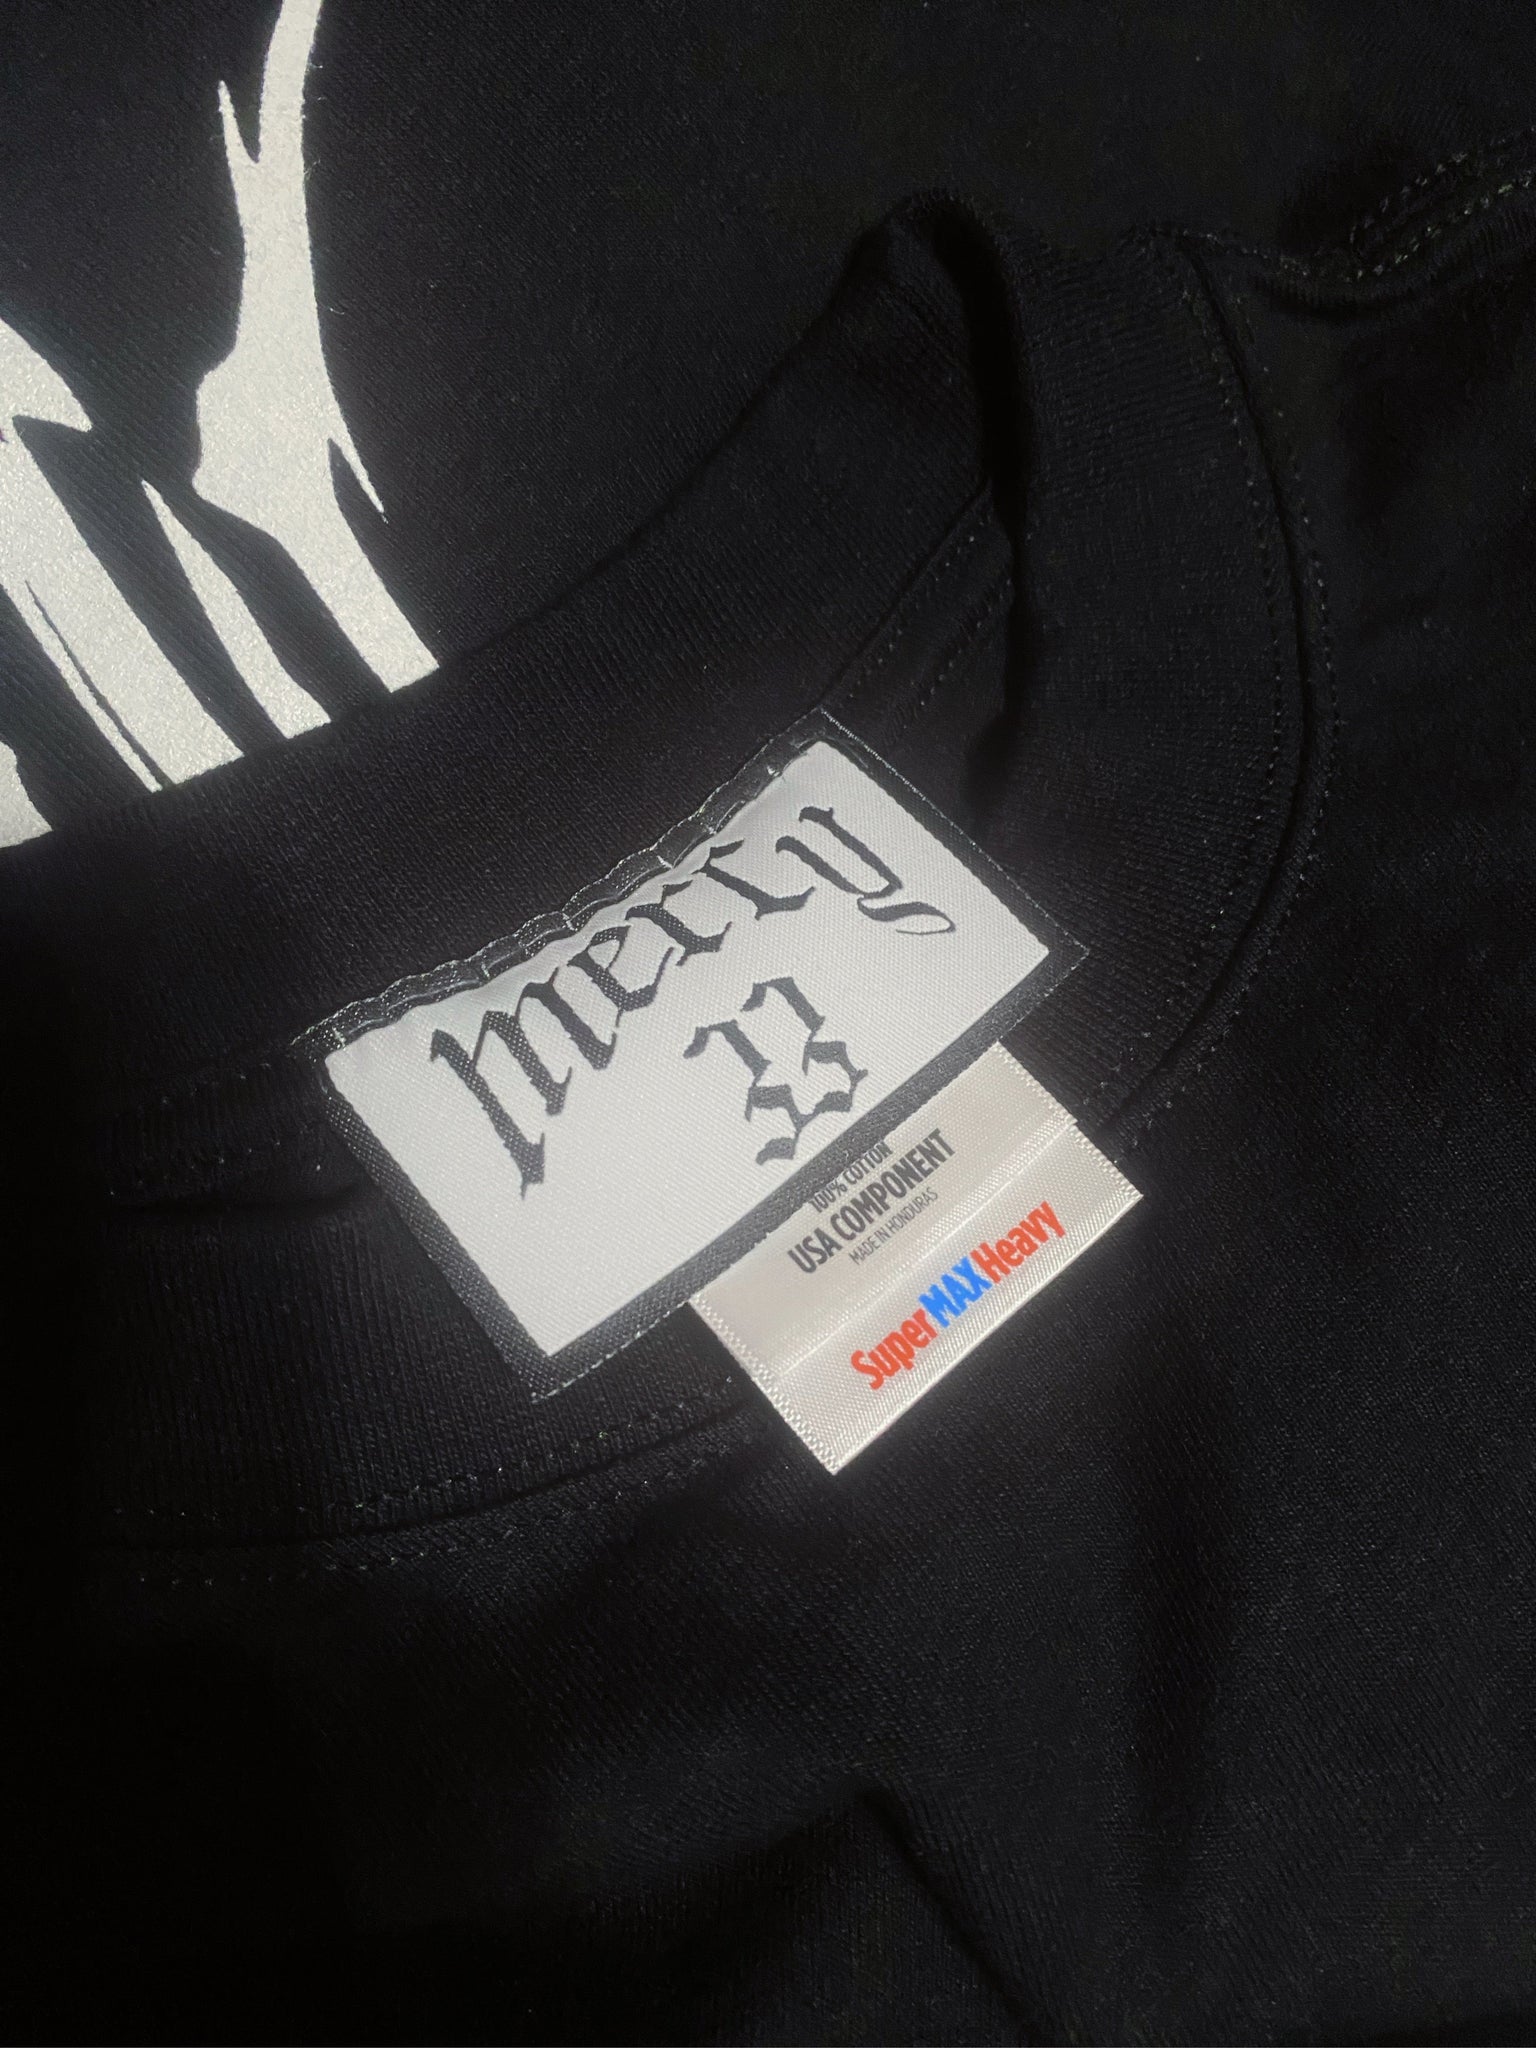 mercy
33
100% COTTON
USA COMPONENT
MADE IN HONDURAS
SuperMAXHeavy